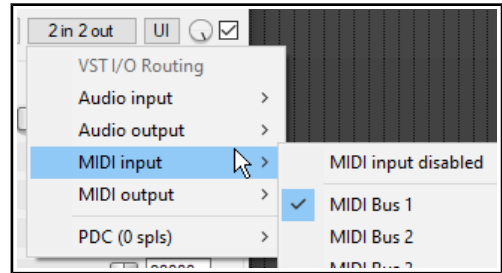 2 in 2 out UI
VST I/O Routing
Audio input
Audio output
MIDI input
MIDI input disabled
MIDI output
MIDI Bus 1
MIDI Bus 2
PDC (0 spls)